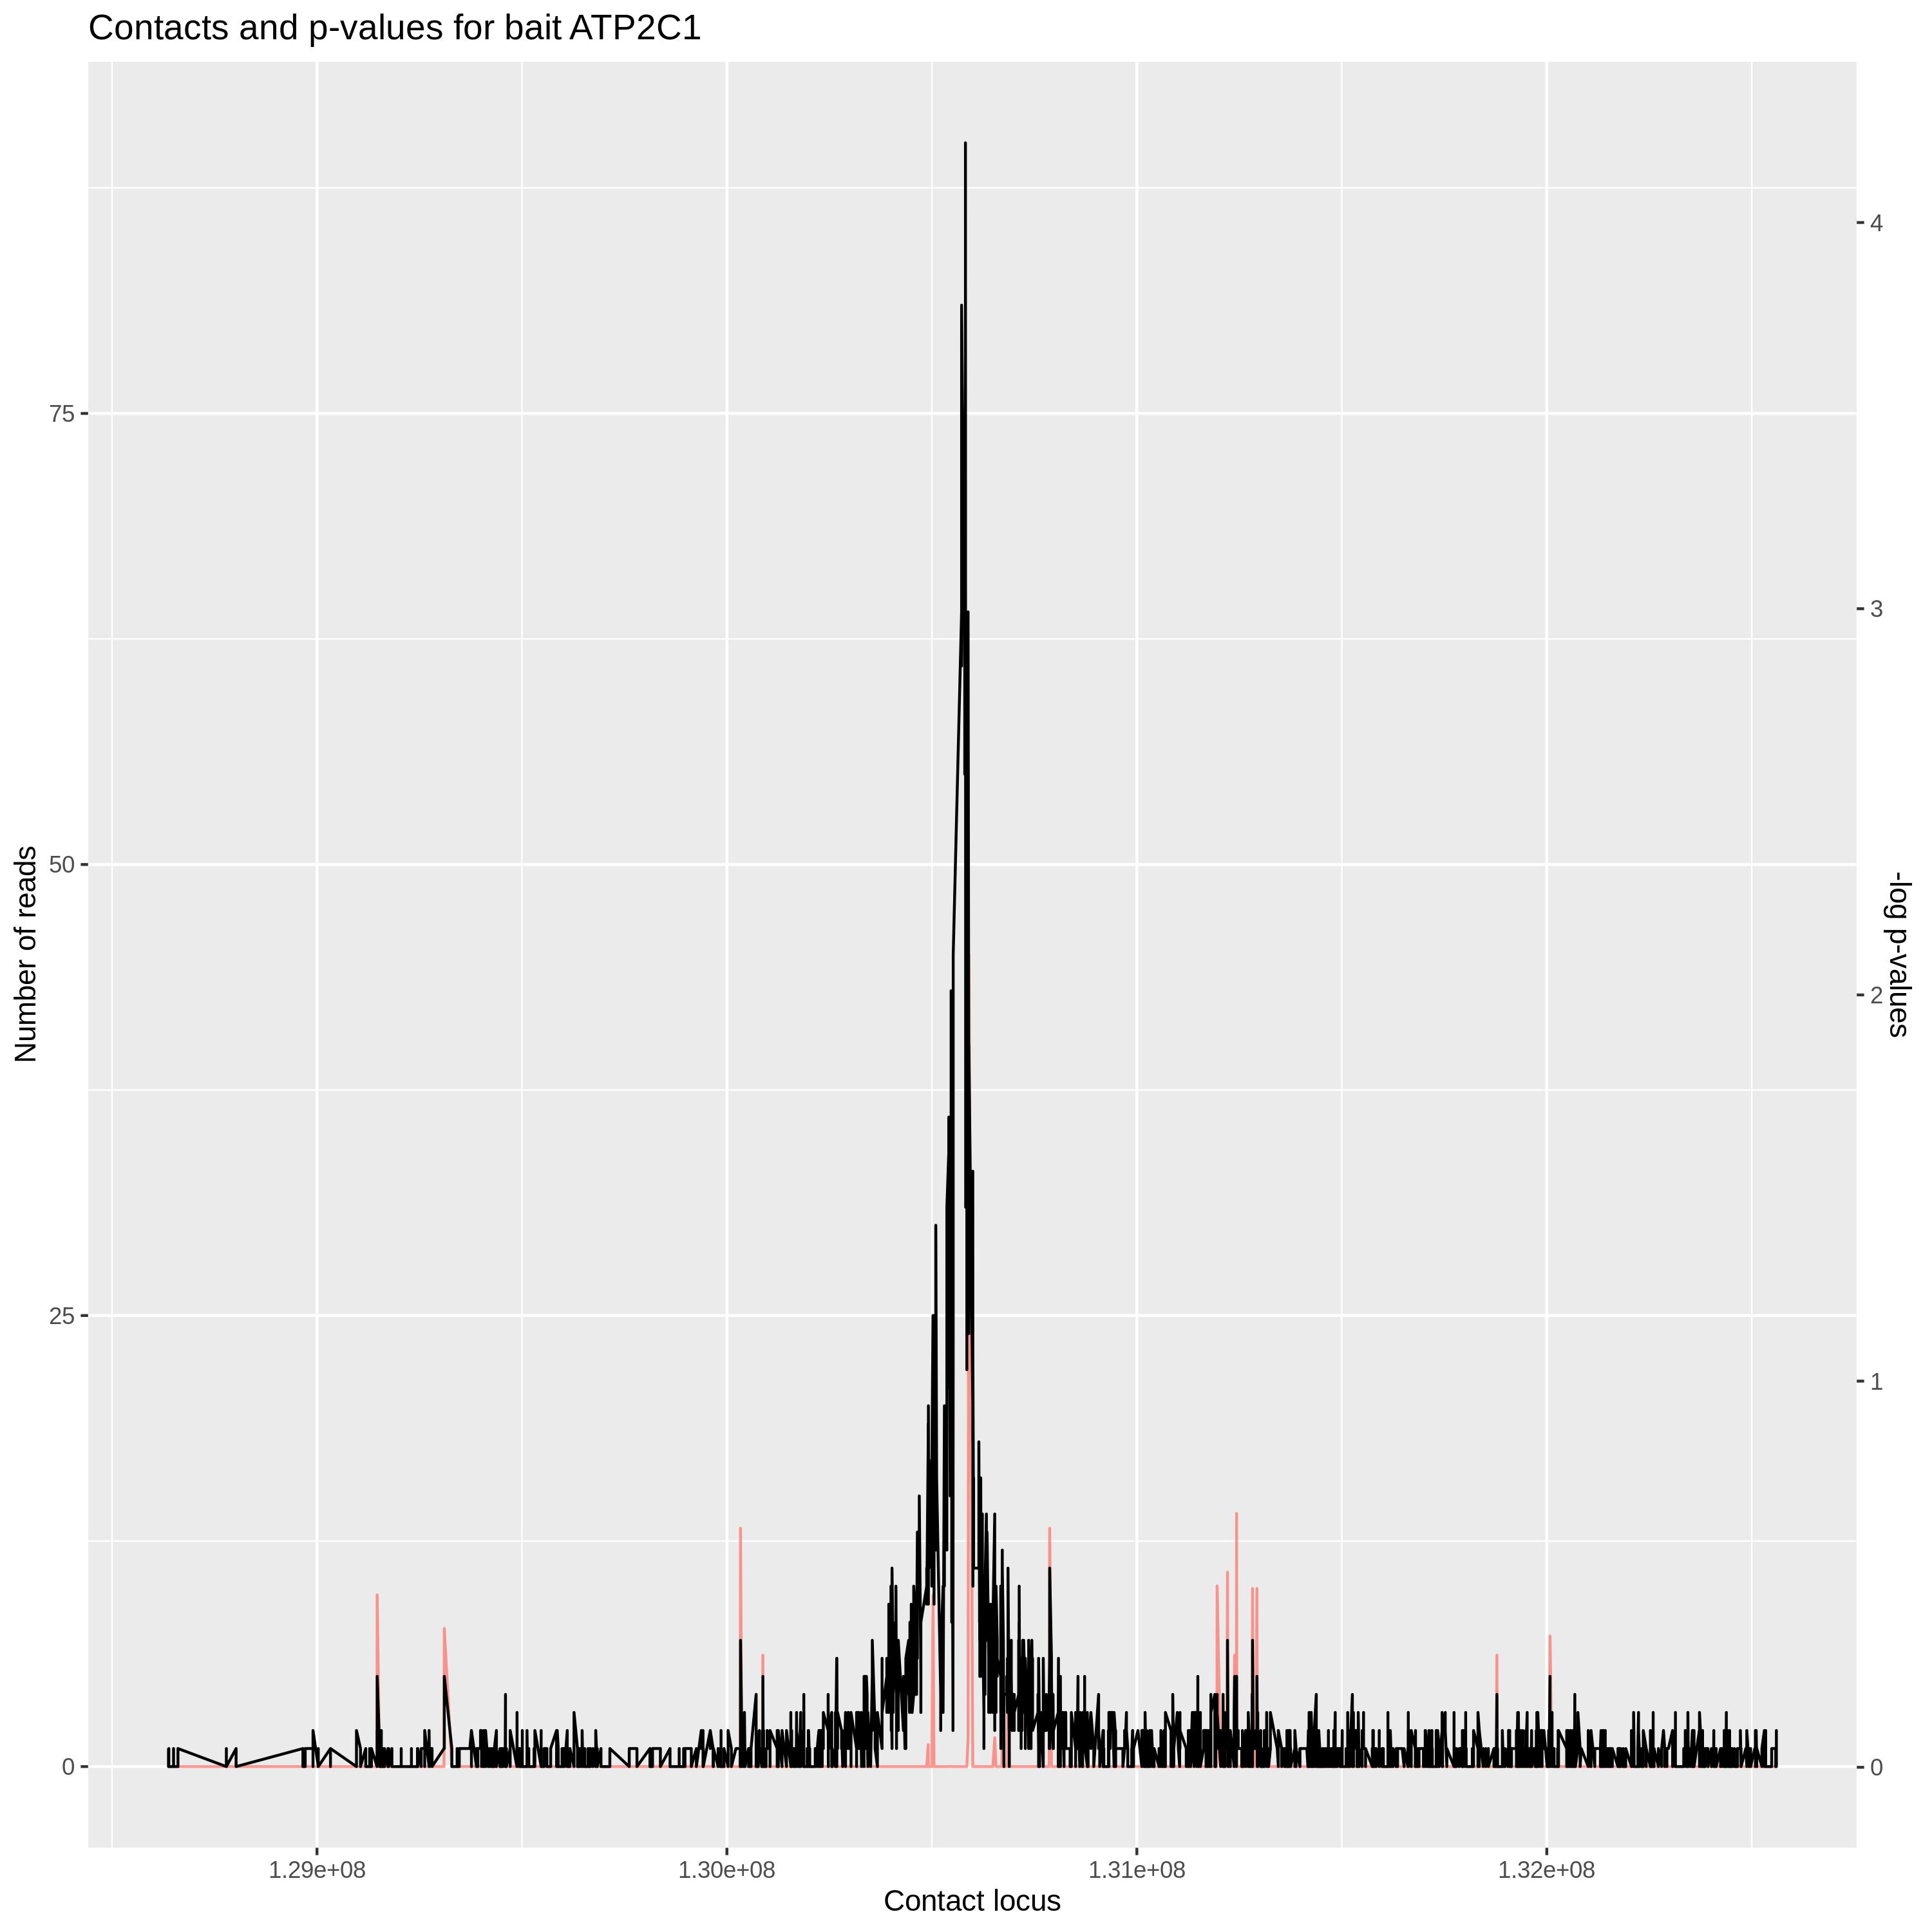 Contacts and p-values for bait ATP2C1
Number of reads
75
50
25
0
4
3
2
1
0
-log p-values
1.29e+08
1.30e+08
1.31e+08
1.32e+08
Contact locus